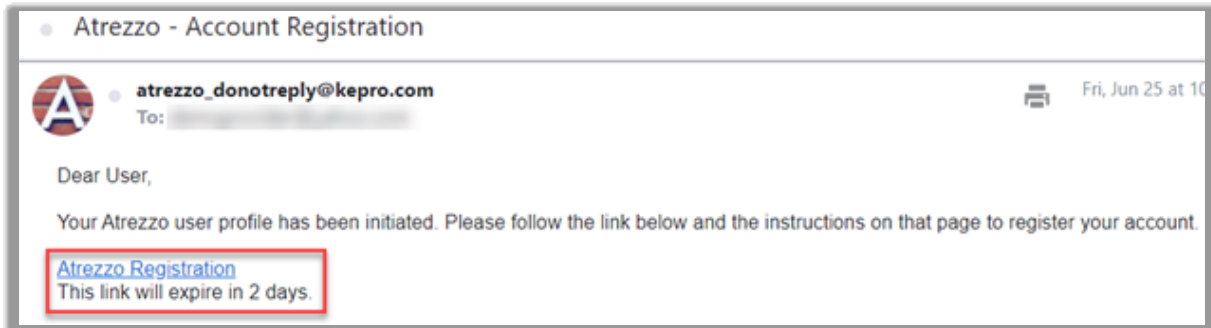 Atrezzo - Account Registration
A
atrezzo_donotreply@kepro.com
Fri, Jun 25 at 10
To:
Dear User,
Your Atrezzo user profile has been initiated. Please follow the link below and the instructions on that page to register your account.
Atrezzo Registration
This link will expire in 2 days.